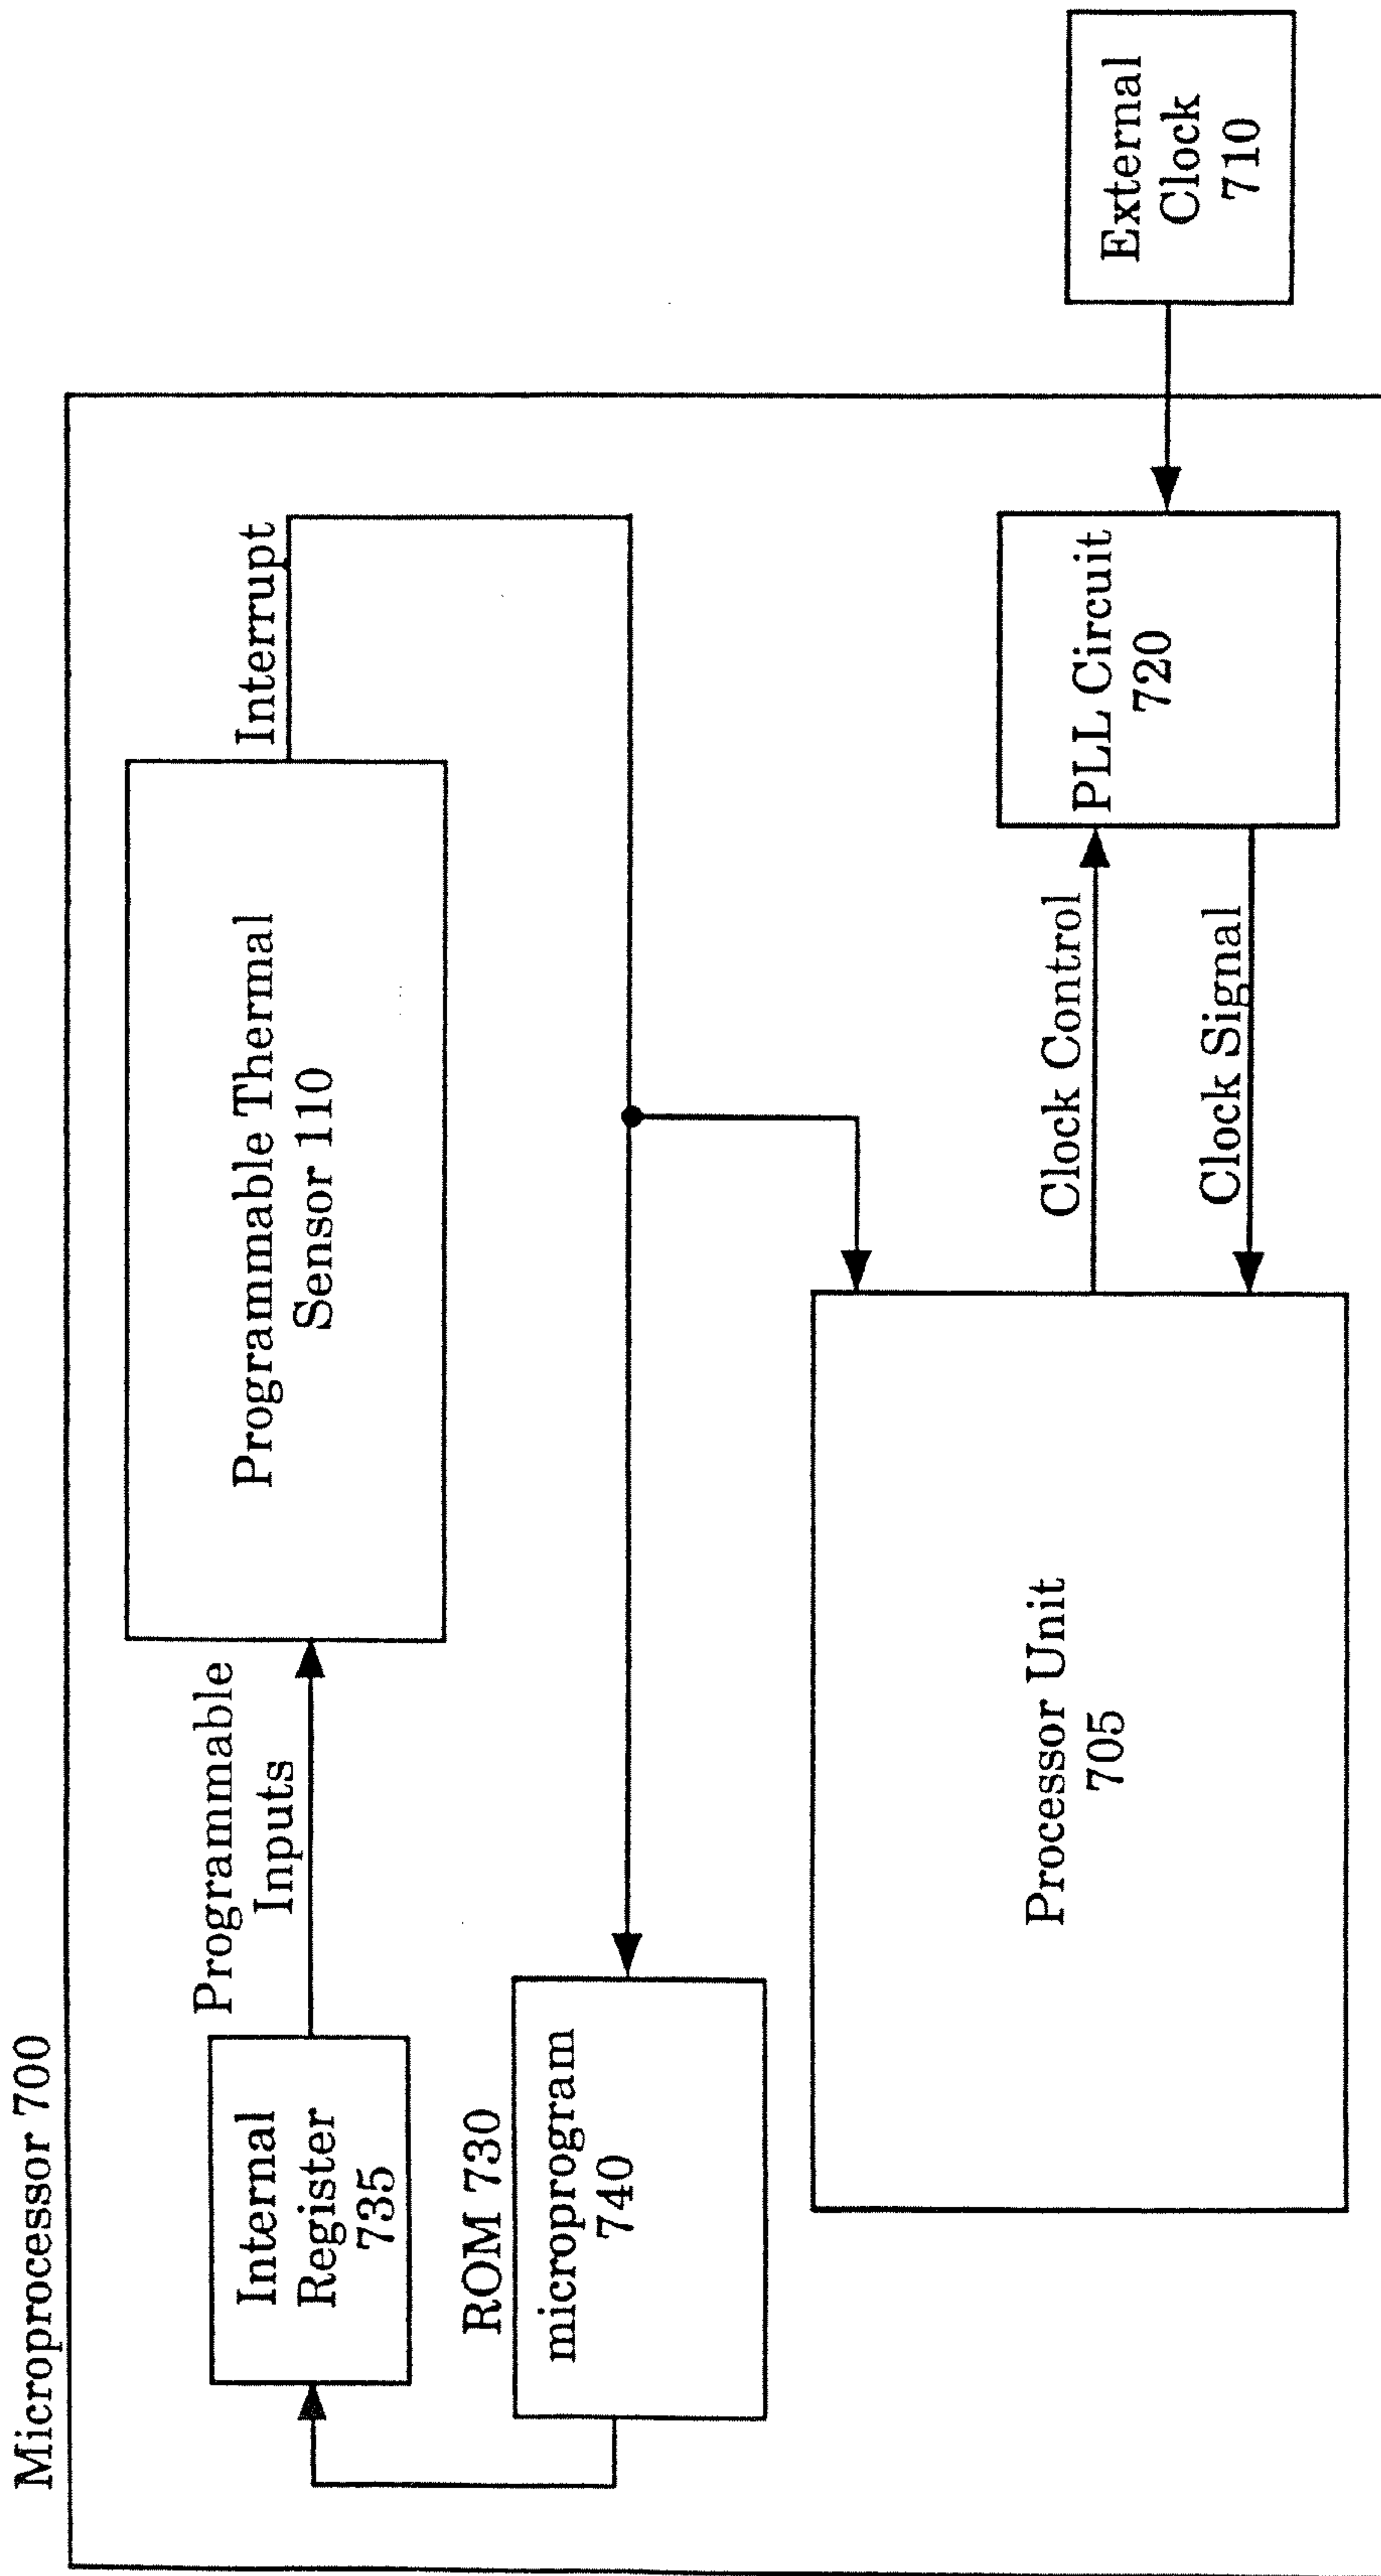 Microprocessor 700
Internal
Register
735
Programmable
Inputs
Programmable Thermal
Sensor 110
Interrupt
ROM 730
microprogram
740
Processor Unit
705
Clock Control
Clock Signal
PLL Circuit
720
External
Clock
710